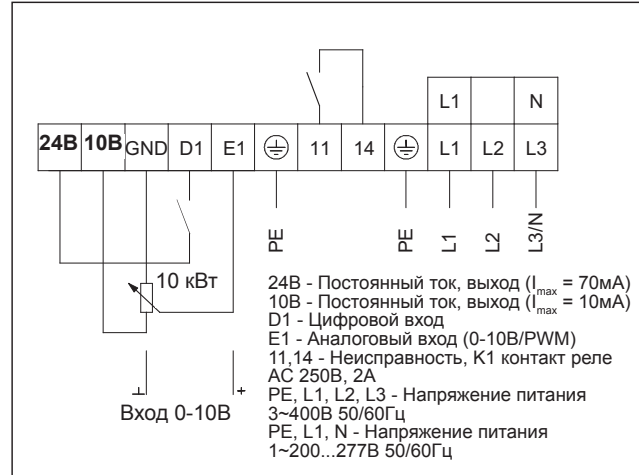 L1 N
24В 10В GND D1 E1 11 14 L1 L2 L3
PE PE L1 L2 L3/N
10 кВт
24В - Постоянный ток, выход (Imax = 70мА)
10В - Постоянный ток, выход (Imax = 10мА)
D1 - Цифровой вход
E1 - Аналоговый вход (0-10В/PWM)
11,14 - Неисправность, K1 контакт реле
AC 250В, 2А
PE, L1, L2, L3 - Напряжение питания
3~400В 50/60Гц
PE, L1, N - Напряжение питания
1~200...277В 50/60Гц
⊥ +
Вход 0-10В